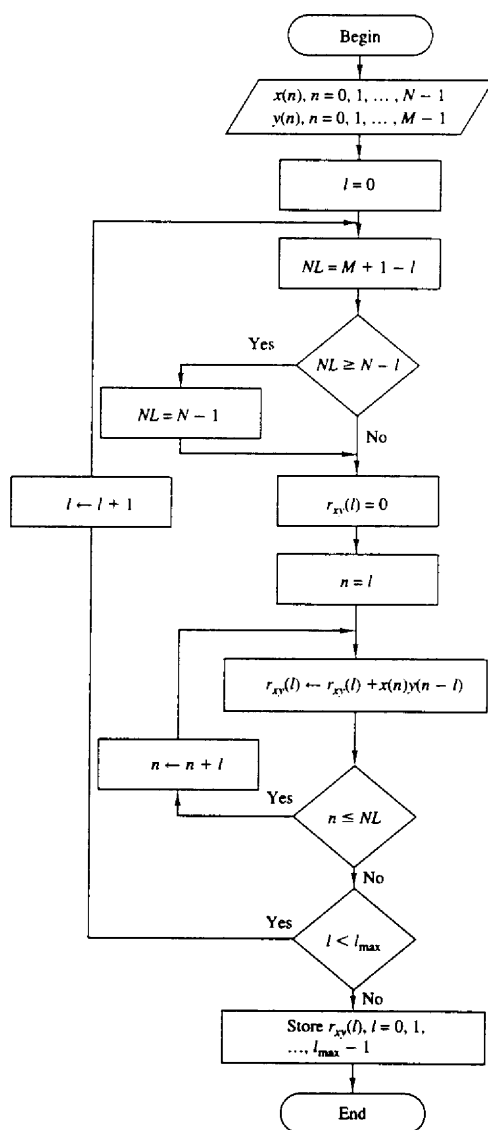 Begin
x(n), n = 0, 1, … , N − 1
y(n), n = 0, 1, … , M − 1
l = 0
NL = M + 1 − l
Yes
NL ≥ N − l
NL = N − 1
No
l ← l + 1
r_xy(l) = 0
n = l
r_xy(l) ← r_xy(l) + x(n)y(n − l)
n ← n + l
Yes
n ≤ NL
No
Yes
l < l_max
No
Store r_xy(l), l = 0, 1,
…, l_max − 1
End